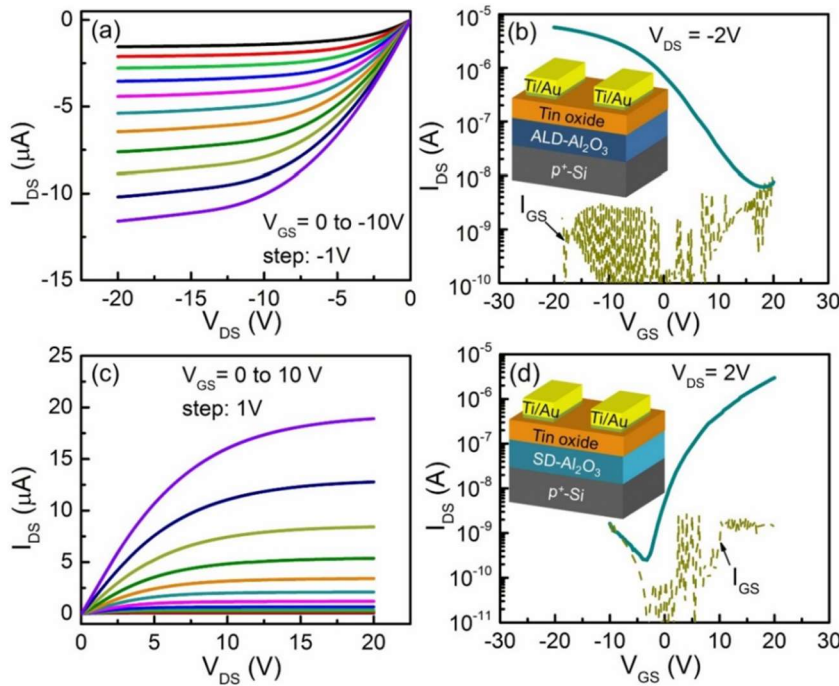 (a)
0
-5
-10
-15
I_DS (μA)
V_GS= 0 to -10V
step: -1V
-20 -15 -10 -5 0
V_DS (V)
(b)
V_DS = -2V
10⁻⁴
10⁻⁵
10⁻⁶
10⁻⁷
10⁻⁸
10⁻⁹
10⁻¹⁰
I_DS (A)
Ti/Au Ti/Au
Tin oxide
ALD-Al₂O₃
p⁺-Si
I_GS
-30 -20 -10 0 10 20 30
V_GS (V)
(c)
V_GS= 0 to 10 V
step: 1V
25
20
15
10
5
0
I_DS (μA)
0 5 10 15 20
V_DS (V)
(d)
V_DS= 2V
10⁻⁵
10⁻⁶
10⁻⁷
10⁻⁸
10⁻⁹
10⁻¹⁰
10⁻¹¹
I_DS (A)
Ti/Au Ti/Au
Tin oxide
SD-Al₂O₃
p⁺-Si
I_GS
-30 -20 -10 0 10 20 30
V_GS (V)